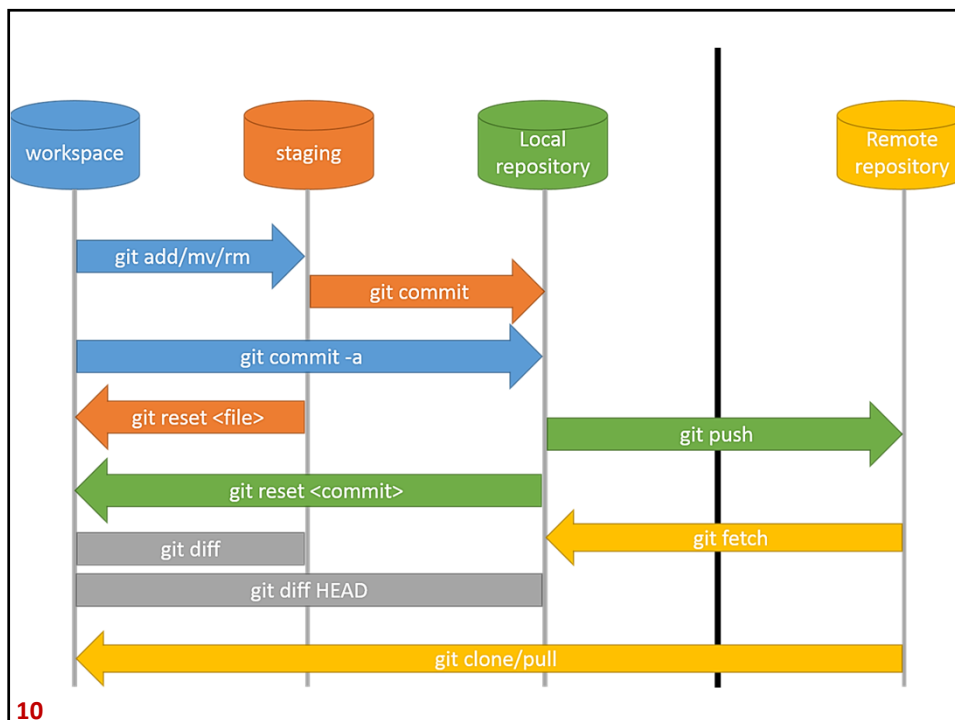 workspace
staging
Local
repository
Remote
repository
git add/mv/rm
git commit
git commit -a
git reset <file>
git push
git reset <commit>
git fetch
git diff
git diff HEAD
git clone/pull
10